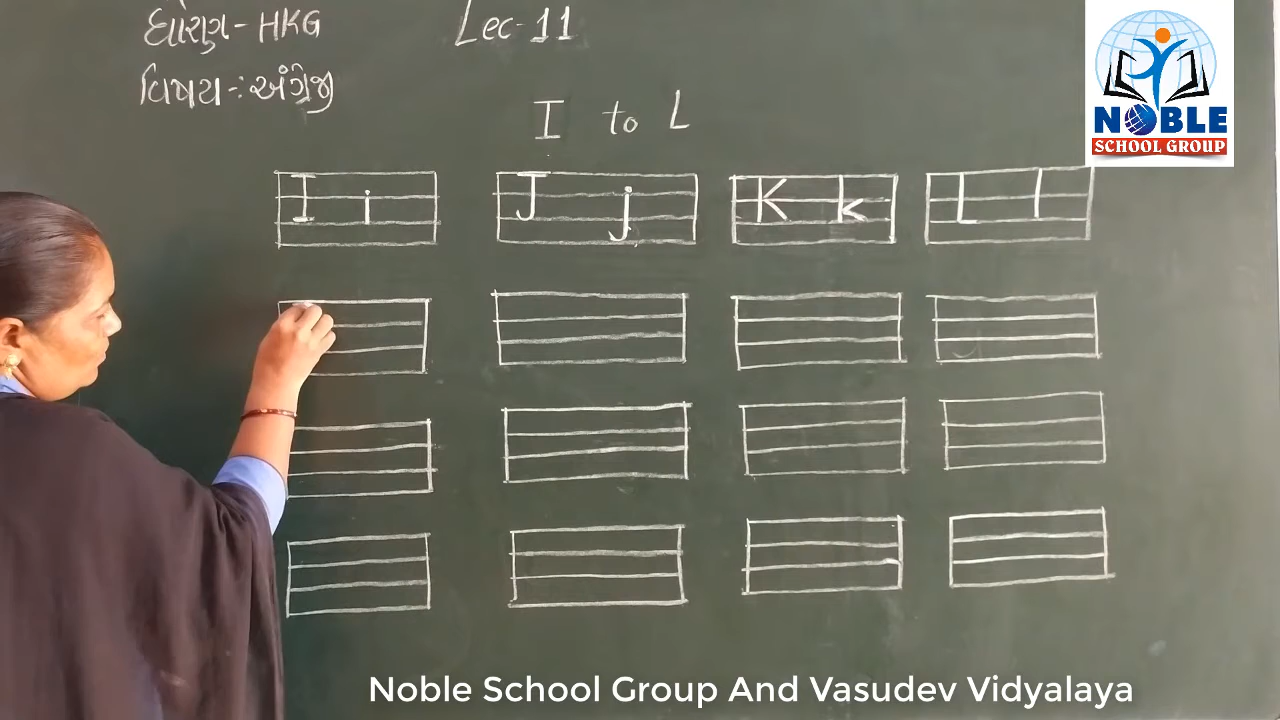 ધોરણ - HKG
Lec-11
વિષય -: અંગ્રેજી
I to L
I i J j K k L l
NOBLE
SCHOOL GROUP
Noble School Group And Vasudev Vidyalaya